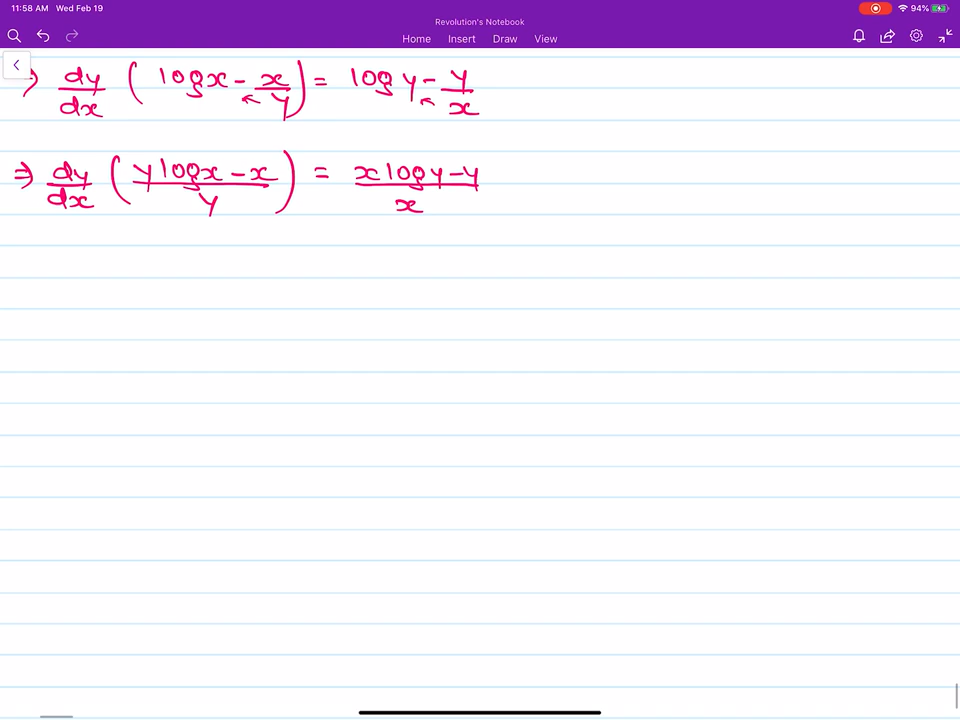 11:58 AM Wed Feb 19
94%
Revolution's Notebook
Home Insert Draw View
⇒ dy/dx ( log x - x/y ) = log y - y/x
⇒ dy/dx ( (y log x - x)/y ) = (x log y - y)/x